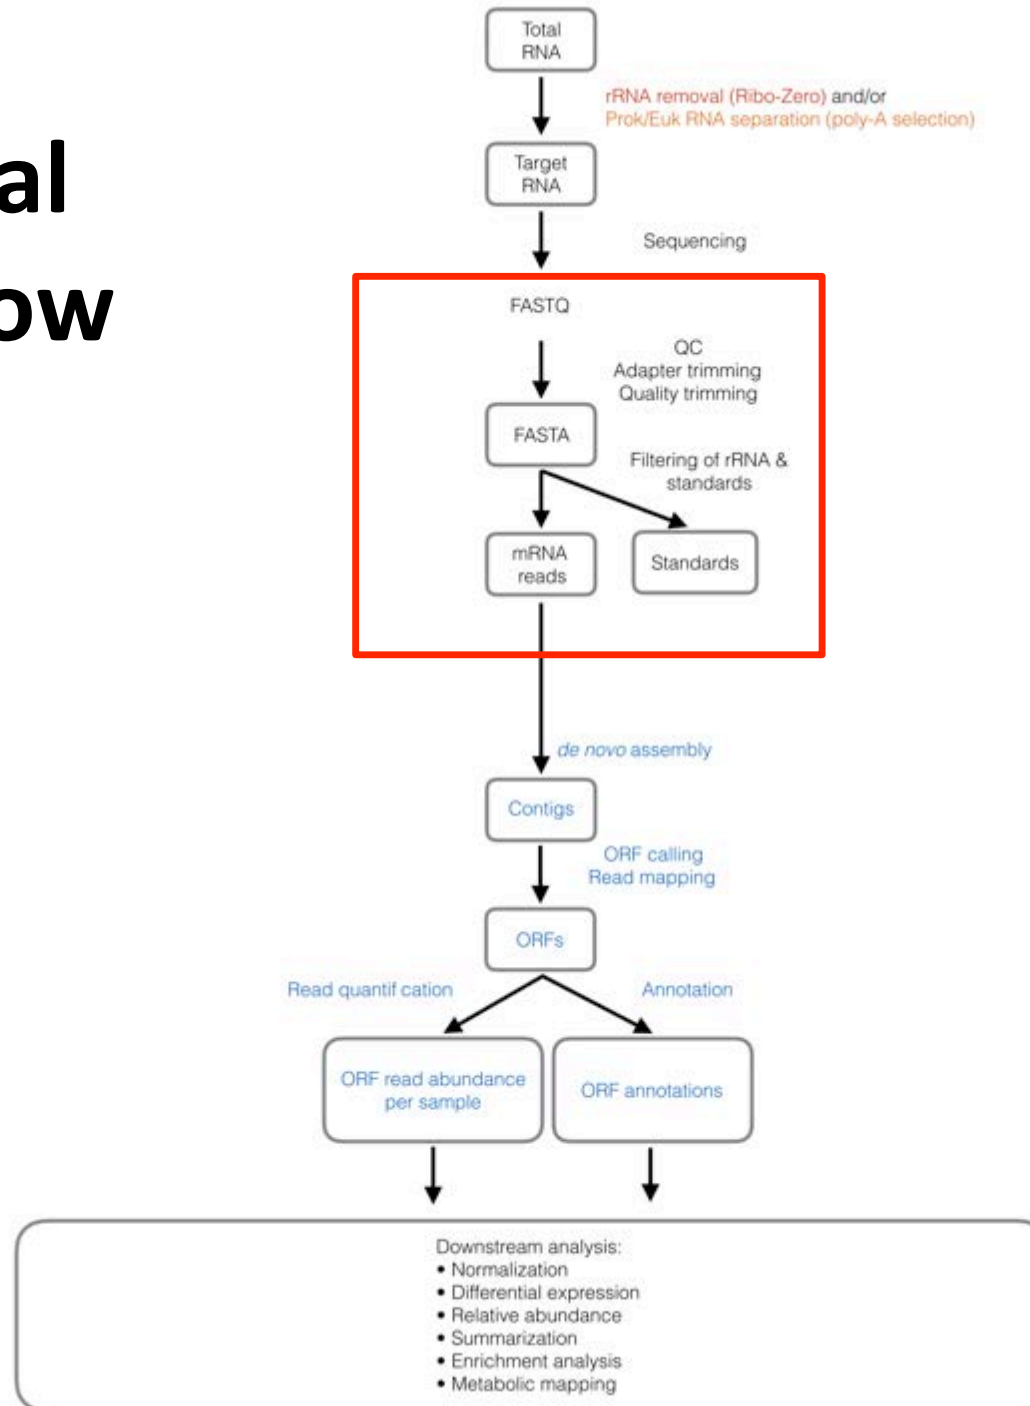 al
ow
Total
RNA
rRNA removal (Ribo-Zero) and/or
Prok/Euk RNA separation (poly-A selection)
Target
RNA
Sequencing
FASTQ
QC
Adapter trimming
Quality trimming
FASTA
Filtering of rRNA &
standards
mRNA
reads
Standards
de novo assembly
Contigs
ORF calling
Read mapping
ORFs
Read quantif cation
Annotation
ORF read abundance
per sample
ORF annotations
Downstream analysis:
• Normalization
• Differential expression
• Relative abundance
• Summarization
• Enrichment analysis
• Metabolic mapping